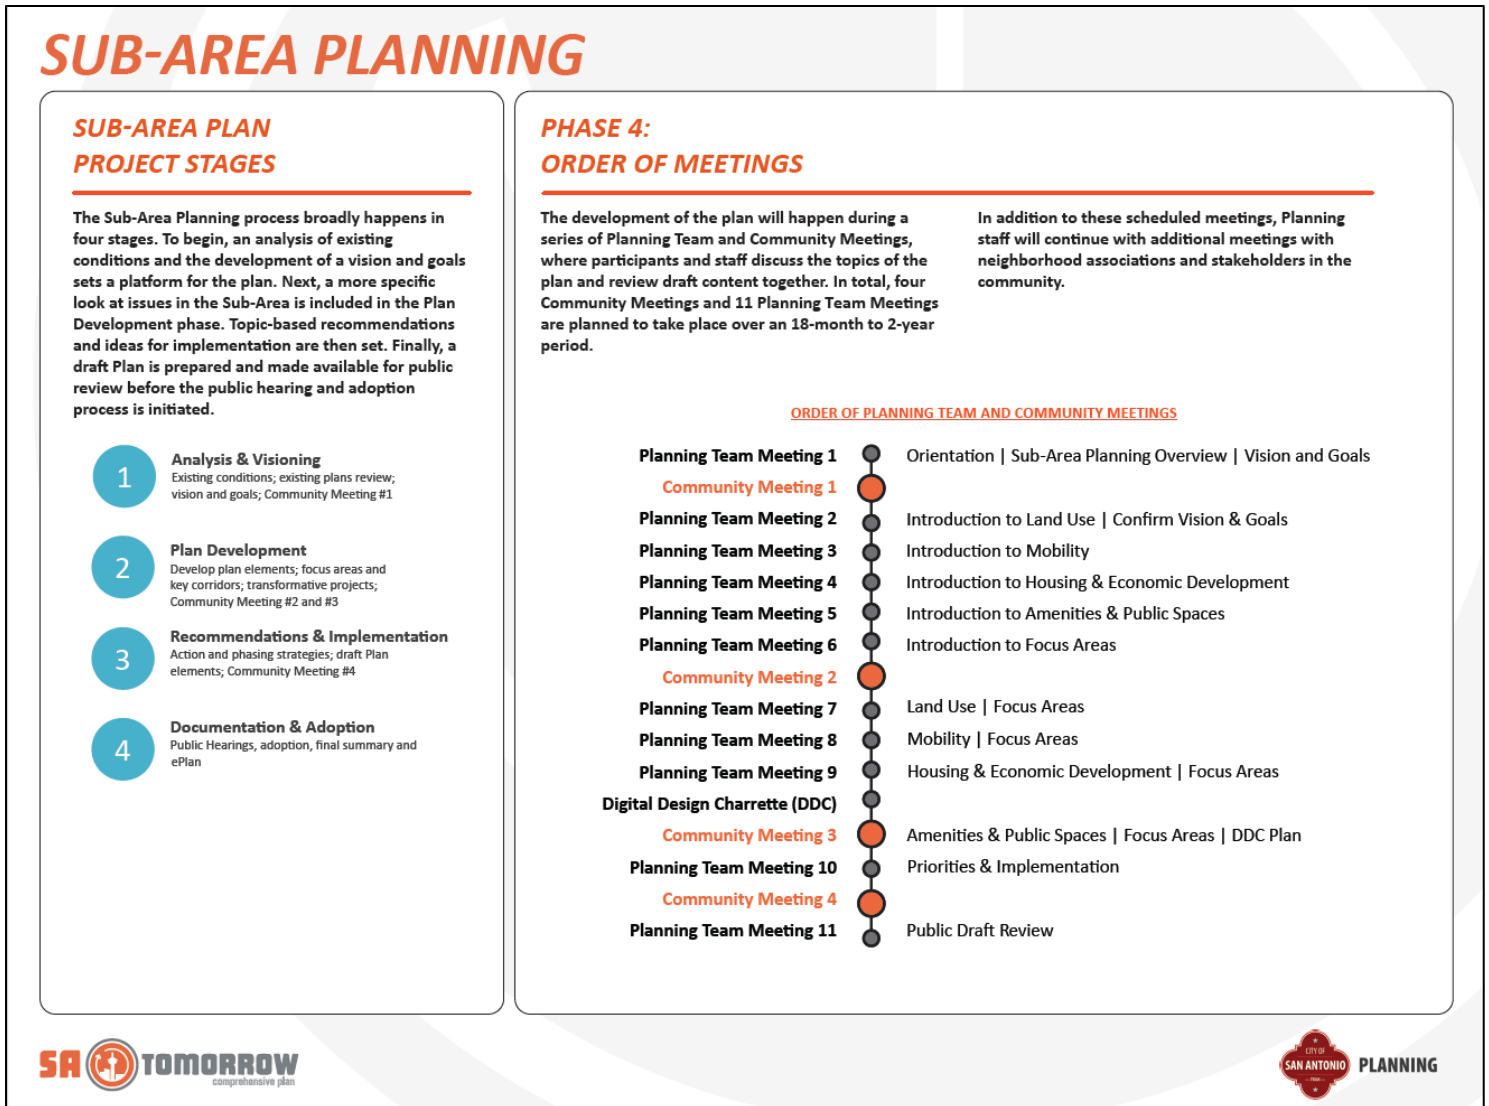 SUB-AREA PLANNING
SUB-AREA PLAN
PROJECT STAGES
The Sub-Area Planning process broadly happens in
four stages. To begin, an analysis of existing
conditions and the development of a vision and goals
sets a platform for the plan. Next, a more specific
look at issues in the Sub-Area is included in the Plan
Development phase. Topic-based recommendations
and ideas for implementation are then set. Finally, a
draft Plan is prepared and made available for public
review before the public hearing and adoption
process is initiated.
1
Analysis & Visioning
Existing conditions; existing plans review;
vision and goals; Community Meeting #1
2
Plan Development
Develop plan elements; focus areas and
key corridors; transformative projects;
Community Meeting #2 and #3
3
Recommendations & Implementation
Action and phasing strategies; draft Plan
elements; Community Meeting #4
4
Documentation & Adoption
Public Hearings, adoption, final summary and
ePlan
PHASE 4:
ORDER OF MEETINGS
The development of the plan will happen during a
series of Planning Team and Community Meetings,
where participants and staff discuss the topics of the
plan and review draft content together. In total, four
Community Meetings and 11 Planning Team Meetings
are planned to take place over an 18-month to 2-year
period.
In addition to these scheduled meetings, Planning
staff will continue with additional meetings with
neighborhood associations and stakeholders in the
community.
ORDER OF PLANNING TEAM AND COMMUNITY MEETINGS
Planning Team Meeting 1 Orientation | Sub-Area Planning Overview | Vision and Goals
Community Meeting 1
Planning Team Meeting 2 Introduction to Land Use | Confirm Vision & Goals
Planning Team Meeting 3 Introduction to Mobility
Planning Team Meeting 4 Introduction to Housing & Economic Development
Planning Team Meeting 5 Introduction to Amenities & Public Spaces
Planning Team Meeting 6 Introduction to Focus Areas
Community Meeting 2
Planning Team Meeting 7 Land Use | Focus Areas
Planning Team Meeting 8 Mobility | Focus Areas
Planning Team Meeting 9 Housing & Economic Development | Focus Areas
Digital Design Charrette (DDC)
Community Meeting 3 Amenities & Public Spaces | Focus Areas | DDC Plan
Planning Team Meeting 10 Priorities & Implementation
Community Meeting 4
Planning Team Meeting 11 Public Draft Review
SA TOMORROW
comprehensive plan
CITY OF
SAN ANTONIO
PLANNING